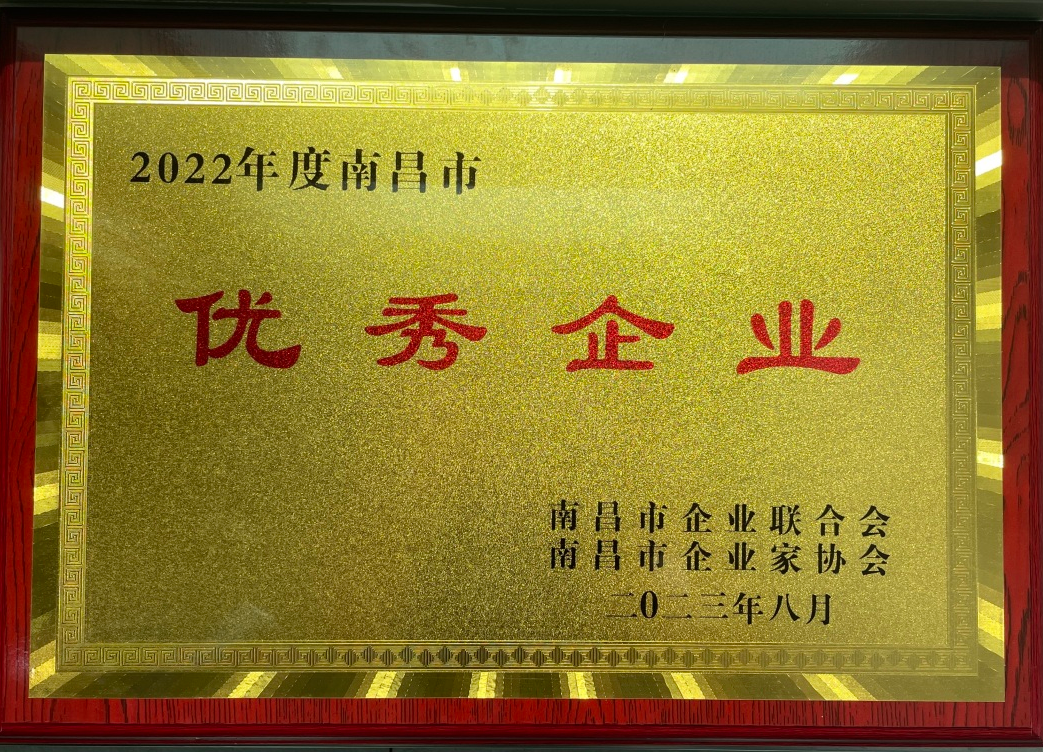 2022年度南昌市
优秀企业
南昌市企业联合会
南昌市企业家协会
二0二三年八月